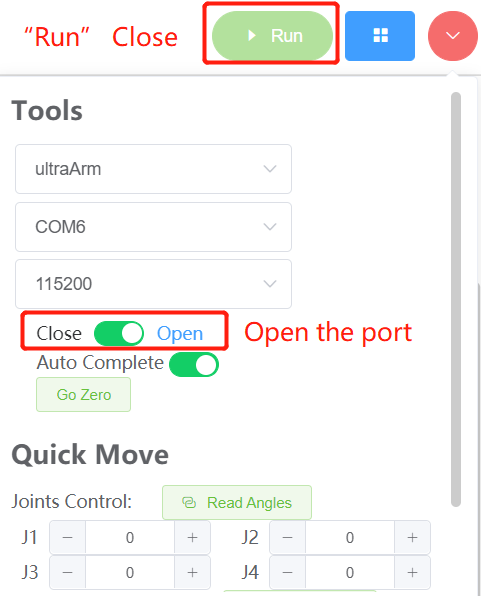 “Run” Close Run
Tools
ultraArm
COM6
115200
Close Open Open the port
Auto Complete
Go Zero
Quick Move
Joints Control: Read Angles
J1 − 0 + J2 − 0 +
J3 − 0 + J4 − 0 +